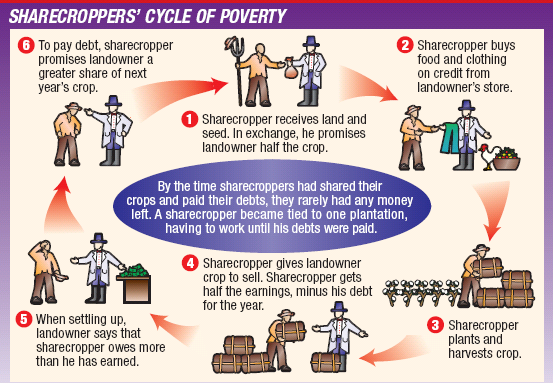 SHARECROPPERS' CYCLE OF POVERTY
1 Sharecropper receives land and
seed. In exchange, he promises
landowner half the crop.
2 Sharecropper buys
food and clothing
on credit from
landowner's store.
3 Sharecropper
plants and
harvests crop.
4 Sharecropper gives landowner
crop to sell. Sharecropper gets
half the earnings, minus his debt
for the year.
5 When settling up,
landowner says that
sharecropper owes more
than he has earned.
6 To pay debt, sharecropper
promises landowner
a greater share of next
year's crop.
By the time sharecroppers had shared their
crops and paid their debts, they rarely had any money
left. A sharecropper became tied to one plantation,
having to work until his debts were paid.